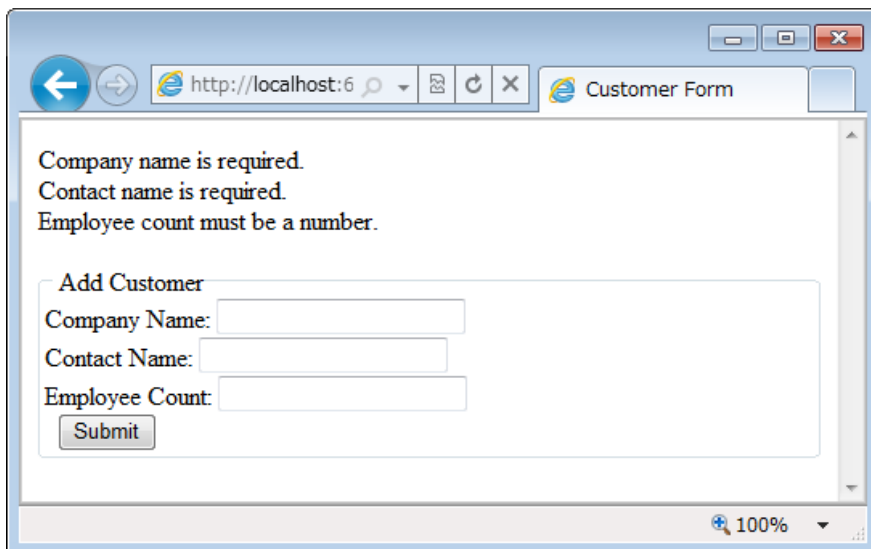 http://localhost:6
Customer Form
Company name is required.
Contact name is required.
Employee count must be a number.
Add Customer
Company Name:
Contact Name:
Employee Count:
Submit
100%